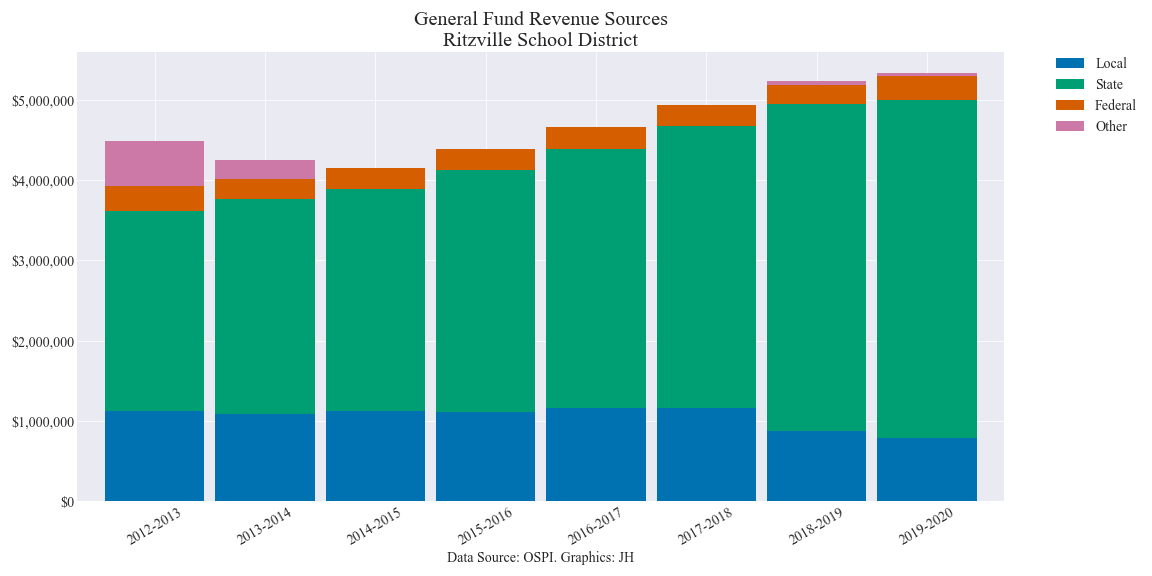 General Fund Revenue Sources
Ritzville School District
Local
State
Federal
Other
$5,000,000
$4,000,000
$3,000,000
$2,000,000
$1,000,000
$0
2012-2013
2013-2014
2014-2015
2015-2016
2016-2017
2017-2018
2018-2019
2019-2020
Data Source: OSPI. Graphics: JH